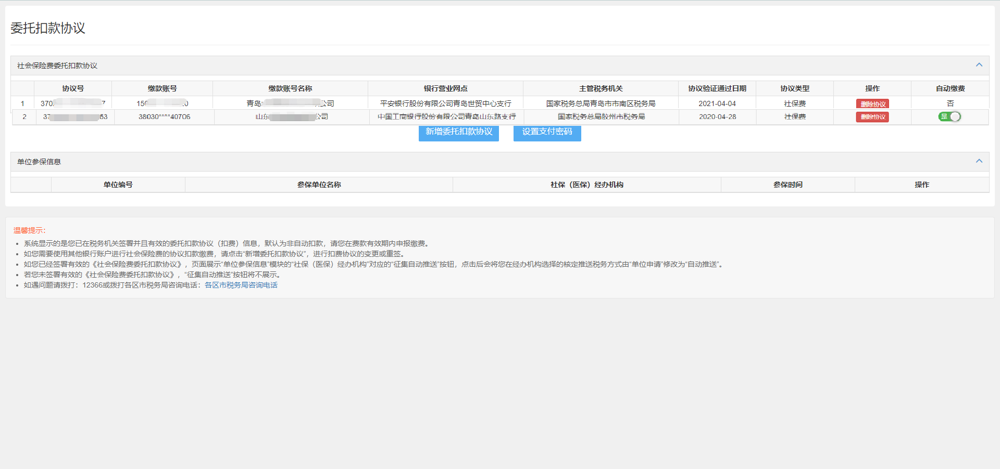 委托扣款协议
社会保险费委托扣款协议
协议号 缴款账号 缴款账号名称 银行营业网点 主管税务机关 协议验证通过日期 协议类型 操作 自动缴费
1 370 7 150 0 青岛 公司 平安银行股份有限公司青岛世贸中心支行 国家税务总局青岛市市南区税务局 2021-04-04 社保费 删除协议 否
2 37 53 38030****40706 山东 公司 中国工商银行股份有限公司青岛山东路支行 国家税务总局胶州市税务局 2020-04-28 社保费 删除协议 是
新增委托扣款协议 设置支付密码
单位参保信息
单位编号 参保单位名称 社保（医保）经办机构 参保时间 操作
温馨提示：
系统显示的是您已在税务机关签署并且有效的委托扣款协议（扣费）信息，默认为非自动扣款，请您在费款有效期内申报缴费。
如您需要使用其他银行账户进行社会保险费的协议扣款缴费，请点击“新增委托扣款协议”，进行扣费协议的变更或重签。
如您已经签署有效的《社会保险费委托扣款协议》，页面展示“单位参保信息”模块的“社保（医保）经办机构”对应的“征集自动推送”按钮，点击后会将您在经办机构选择的核定推送税务方式由“单位申请”修改为“自动推送”。
若您未签署有效的《社会保险费委托扣款协议》，“征集自动推送”按钮将不展示。
如遇问题请拨打：12366或拨打各区市税务局咨询电话：各区市税务局咨询电话